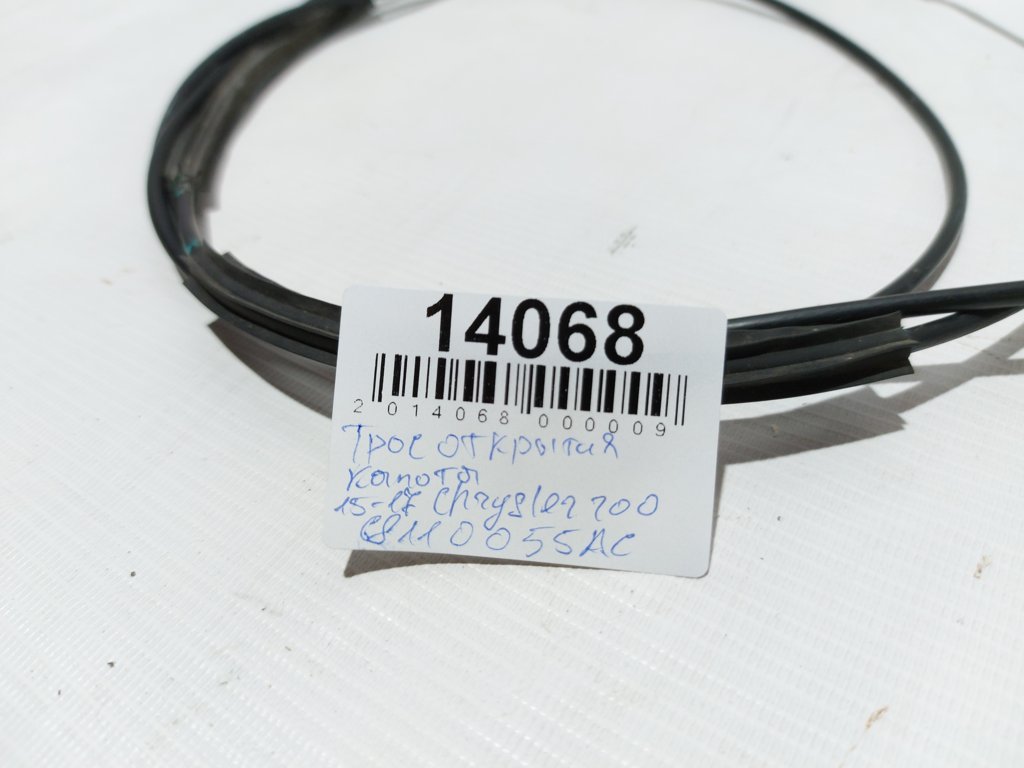 14068
2 014068 000009
Трос открытия
капота
15-17 Chrysler 200
68110055AC